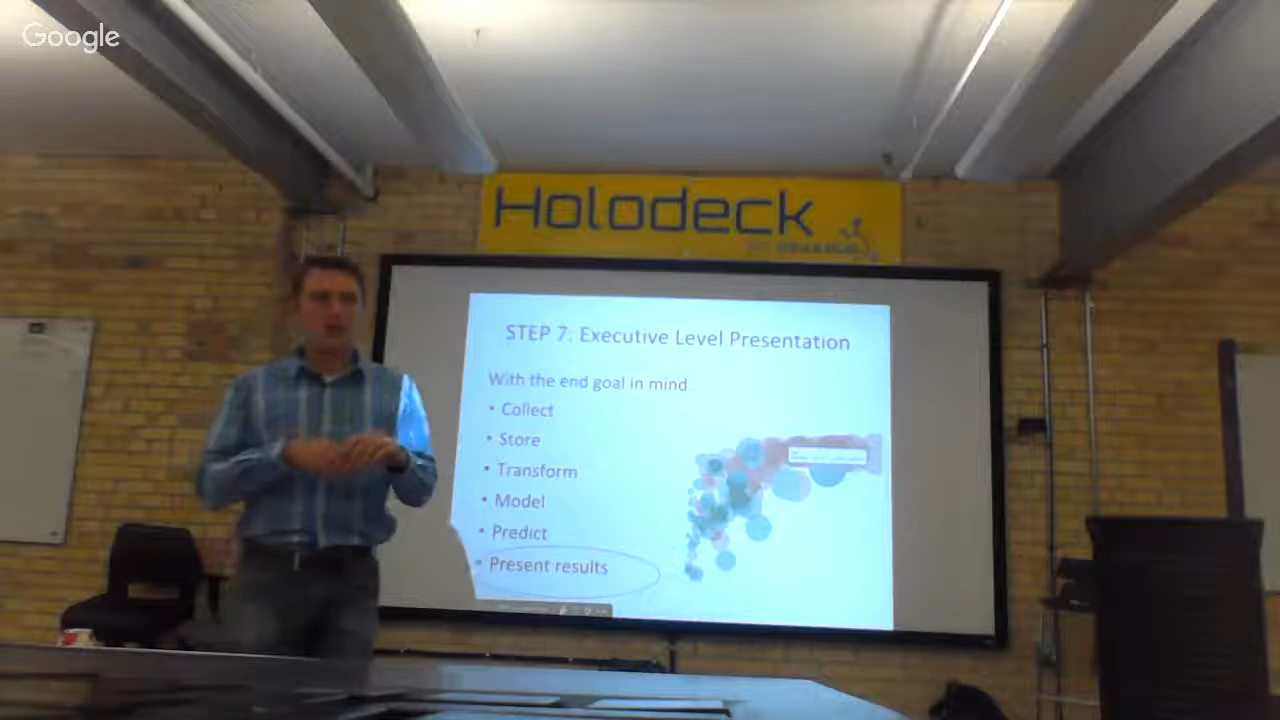 Google
Holodeck
STEP 7. Executive Level Presentation
With the end goal in mind
• Collect
• Store
• Transform
• Model
• Predict
• Present results